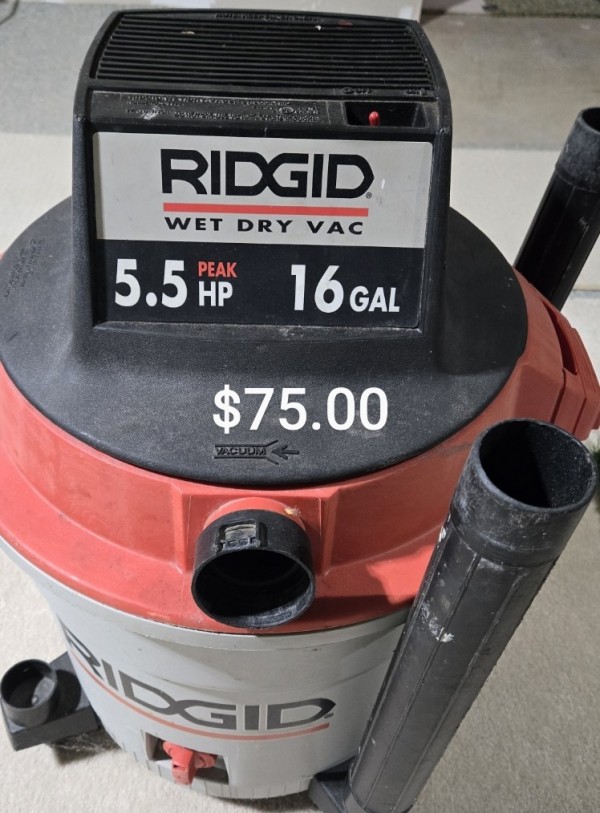 RIDGID®
WET DRY VAC
5.5 PEAK HP 16 GAL
$75.00
VACUUM
RIDGID